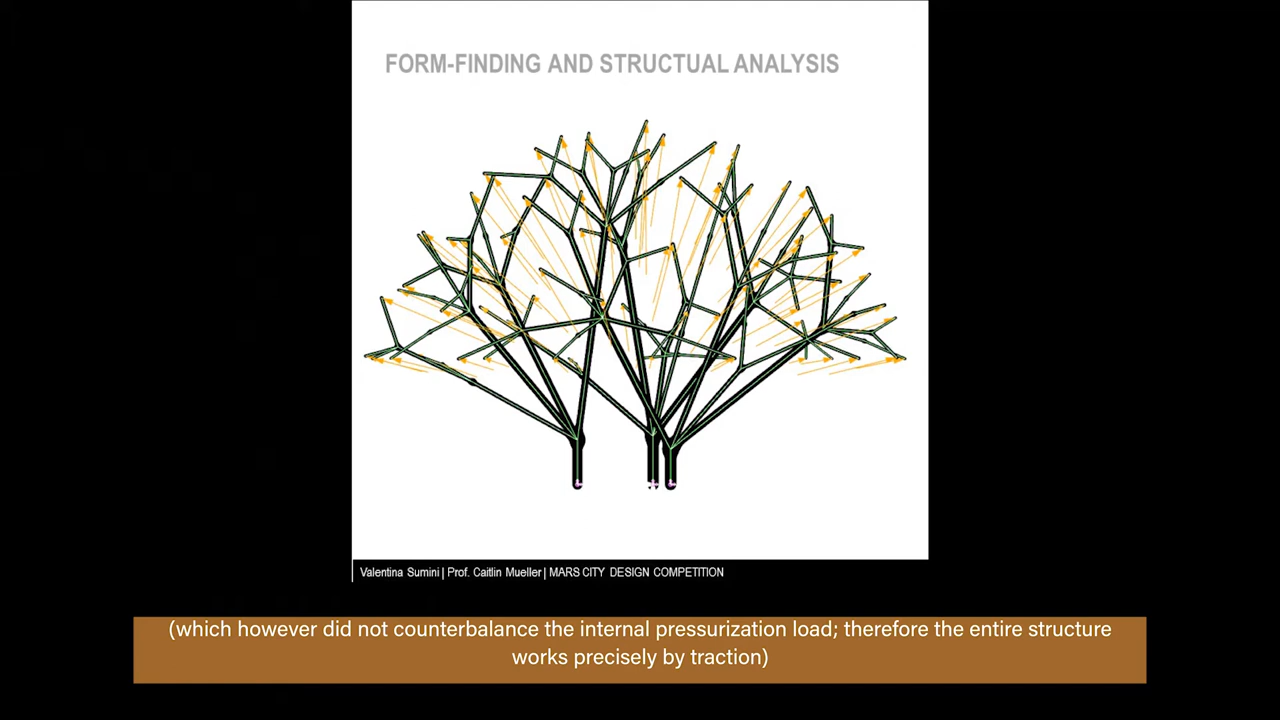 FORM-FINDING AND STRUCTUAL ANALYSIS
Valentina Sumini | Prof. Caitlin Mueller | MARS CITY DESIGN COMPETITION
(which however did not counterbalance the internal pressurization load; therefore the entire structure
works precisely by traction)